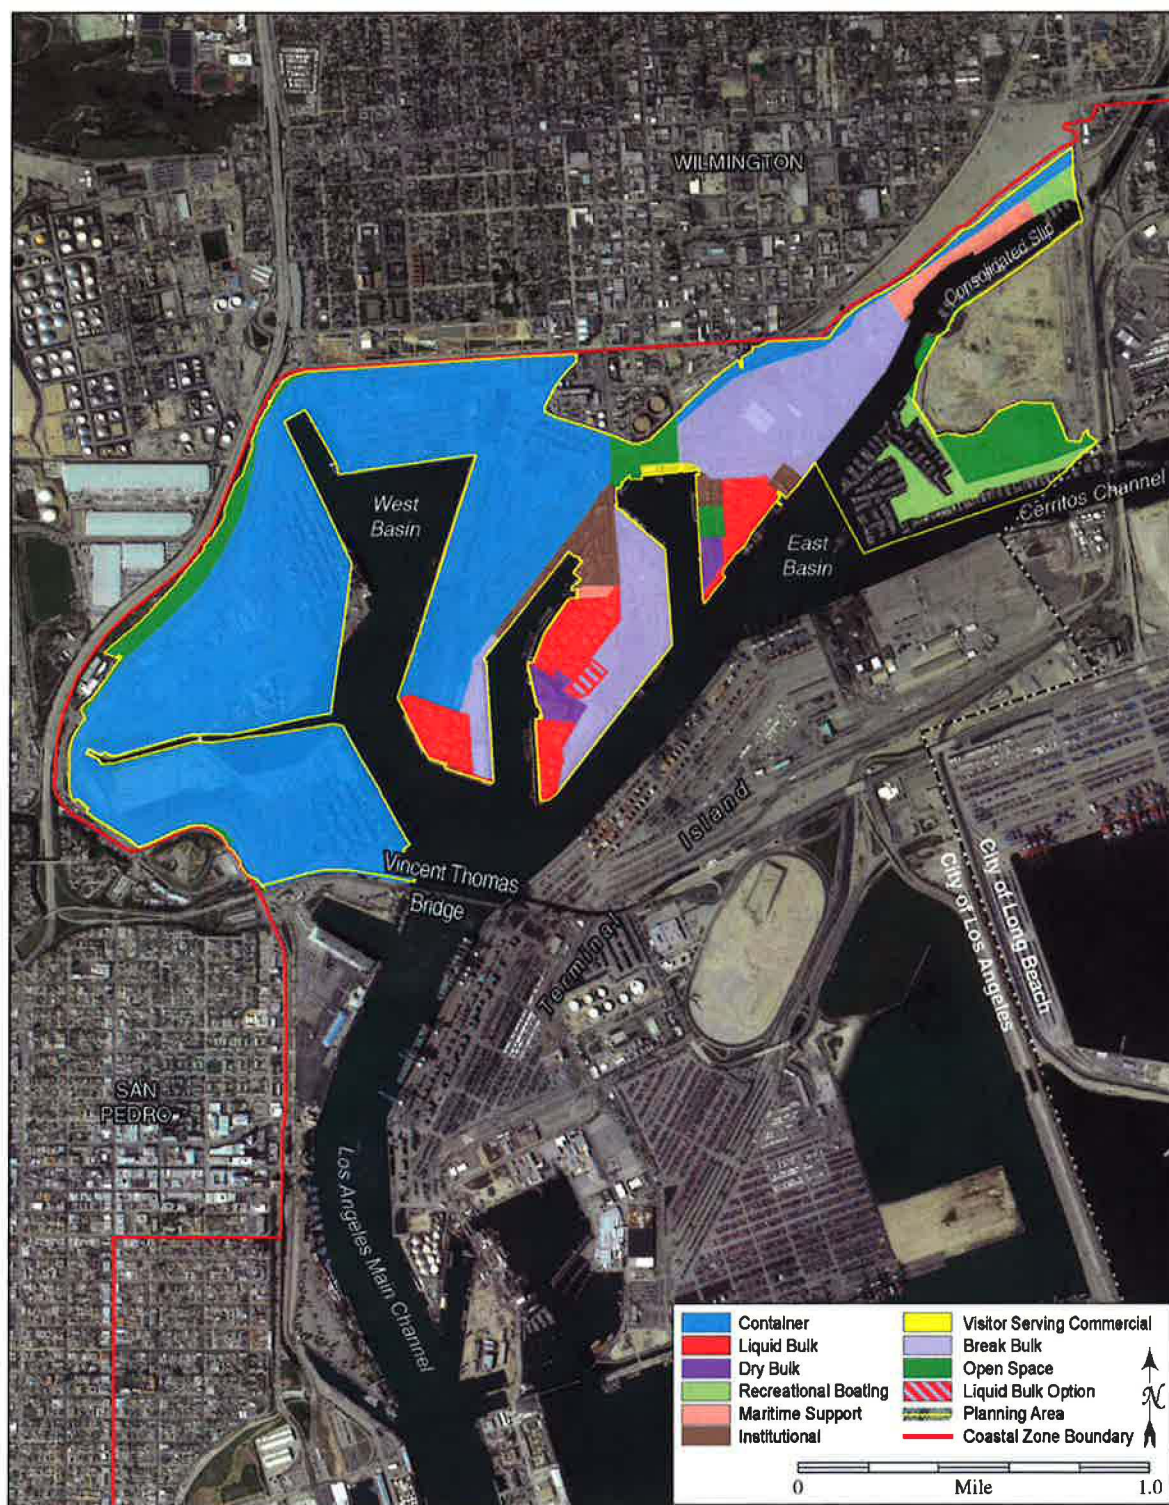 WILMINGTON
Consolidated Slip
West
Basin
Cerritos Channel
East
Basin
Island
Vincent Thomas
Bridge
Terminal
City of Long Beach
City of Los Angeles
SAN
PEDRO
Los Angeles Main Channel
Container
Liquid Bulk
Dry Bulk
Recreational Boating
Maritime Support
Institutional
Visitor Serving Commercial
Break Bulk
Open Space
Liquid Bulk Option
Planning Area
Coastal Zone Boundary
N
0 Mile 1.0